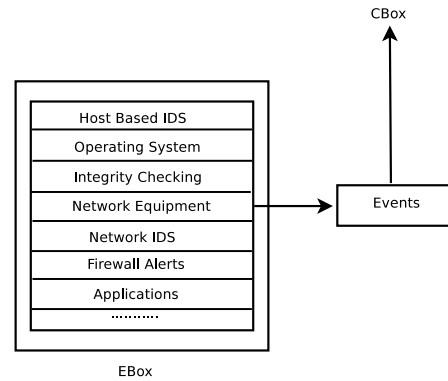 CBox
Host Based IDS
Operating System
Integrity Checking
Network Equipment
Events
Network IDS
Firewall Alerts
Applications
...........
EBox